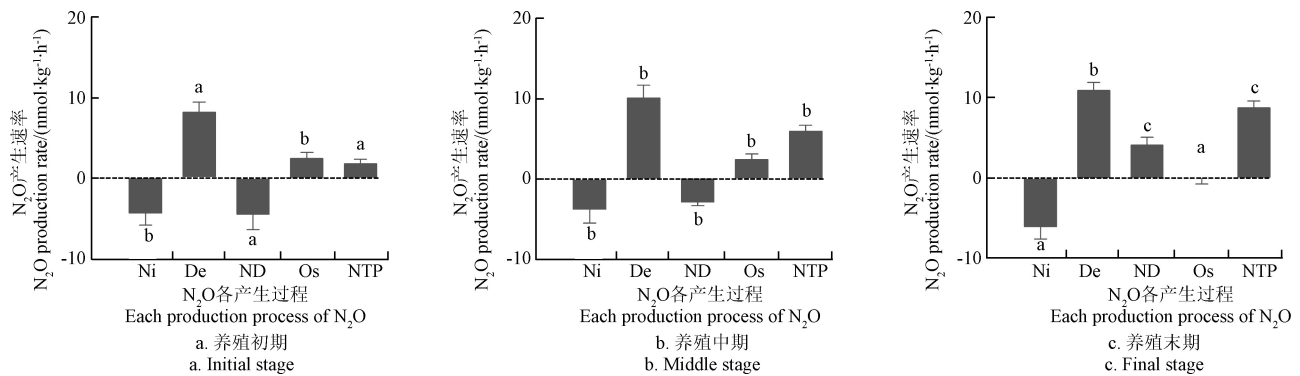 N₂O产生速率
N₂O production rate/(nmol·kg⁻¹·h⁻¹)
20
10
0
-10
a
b
a
b
a
Ni De ND Os NTP
N₂O各产生过程
Each production process of N₂O
a. 养殖初期
a. Initial stage
N₂O产生速率
N₂O production rate/(nmol·kg⁻¹·h⁻¹)
20
10
0
-10
b
b
b
b
b
Ni De ND Os NTP
N₂O各产生过程
Each production process of N₂O
b. 养殖中期
b. Middle stage
N₂O产生速率
N₂O production rate/(nmol·kg⁻¹·h⁻¹)
20
10
0
-10
b
c
c
a
a
Ni De ND Os NTP
N₂O各产生过程
Each production process of N₂O
c. 养殖末期
c. Final stage